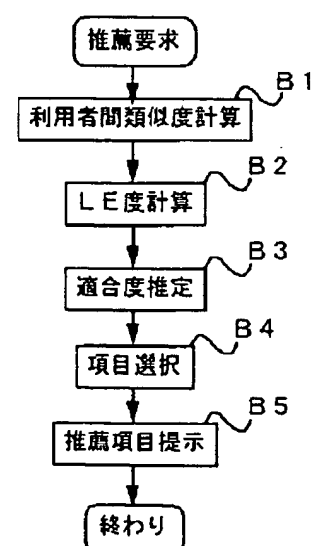 推薦要求
B1
利用者間類似度計算
B2
LE度計算
B3
適合度推定
B4
項目選択
B5
推薦項目提示
終わり